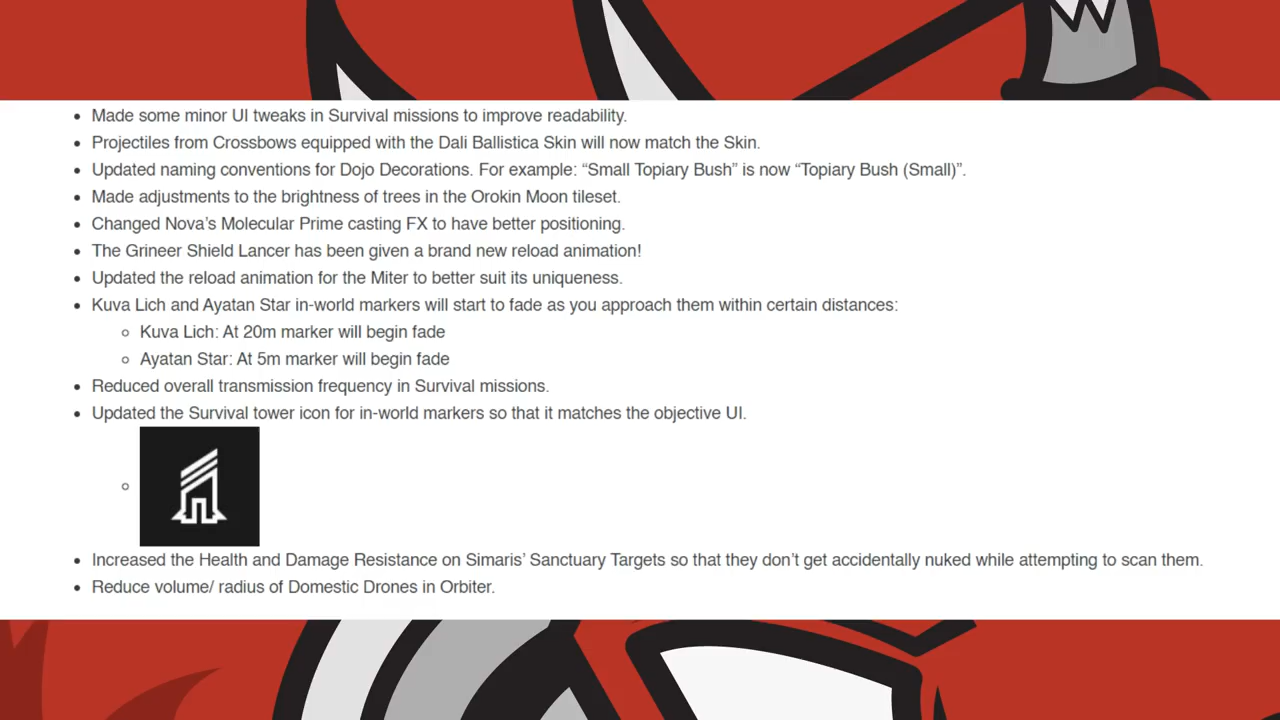 Made some minor UI tweaks in Survival missions to improve readability.
Projectiles from Crossbows equipped with the Dali Ballistica Skin will now match the Skin.
Updated naming conventions for Dojo Decorations. For example: “Small Topiary Bush” is now “Topiary Bush (Small)”.
Made adjustments to the brightness of trees in the Orokin Moon tileset.
Changed Nova’s Molecular Prime casting FX to have better positioning.
The Grineer Shield Lancer has been given a brand new reload animation!
Updated the reload animation for the Miter to better suit its uniqueness.
Kuva Lich and Ayatan Star in-world markers will start to fade as you approach them within certain distances:
Kuva Lich: At 20m marker will begin fade
Ayatan Star: At 5m marker will begin fade
Reduced overall transmission frequency in Survival missions.
Updated the Survival tower icon for in-world markers so that it matches the objective UI.
Increased the Health and Damage Resistance on Simaris’ Sanctuary Targets so that they don’t get accidentally nuked while attempting to scan them.
Reduce volume/ radius of Domestic Drones in Orbiter.